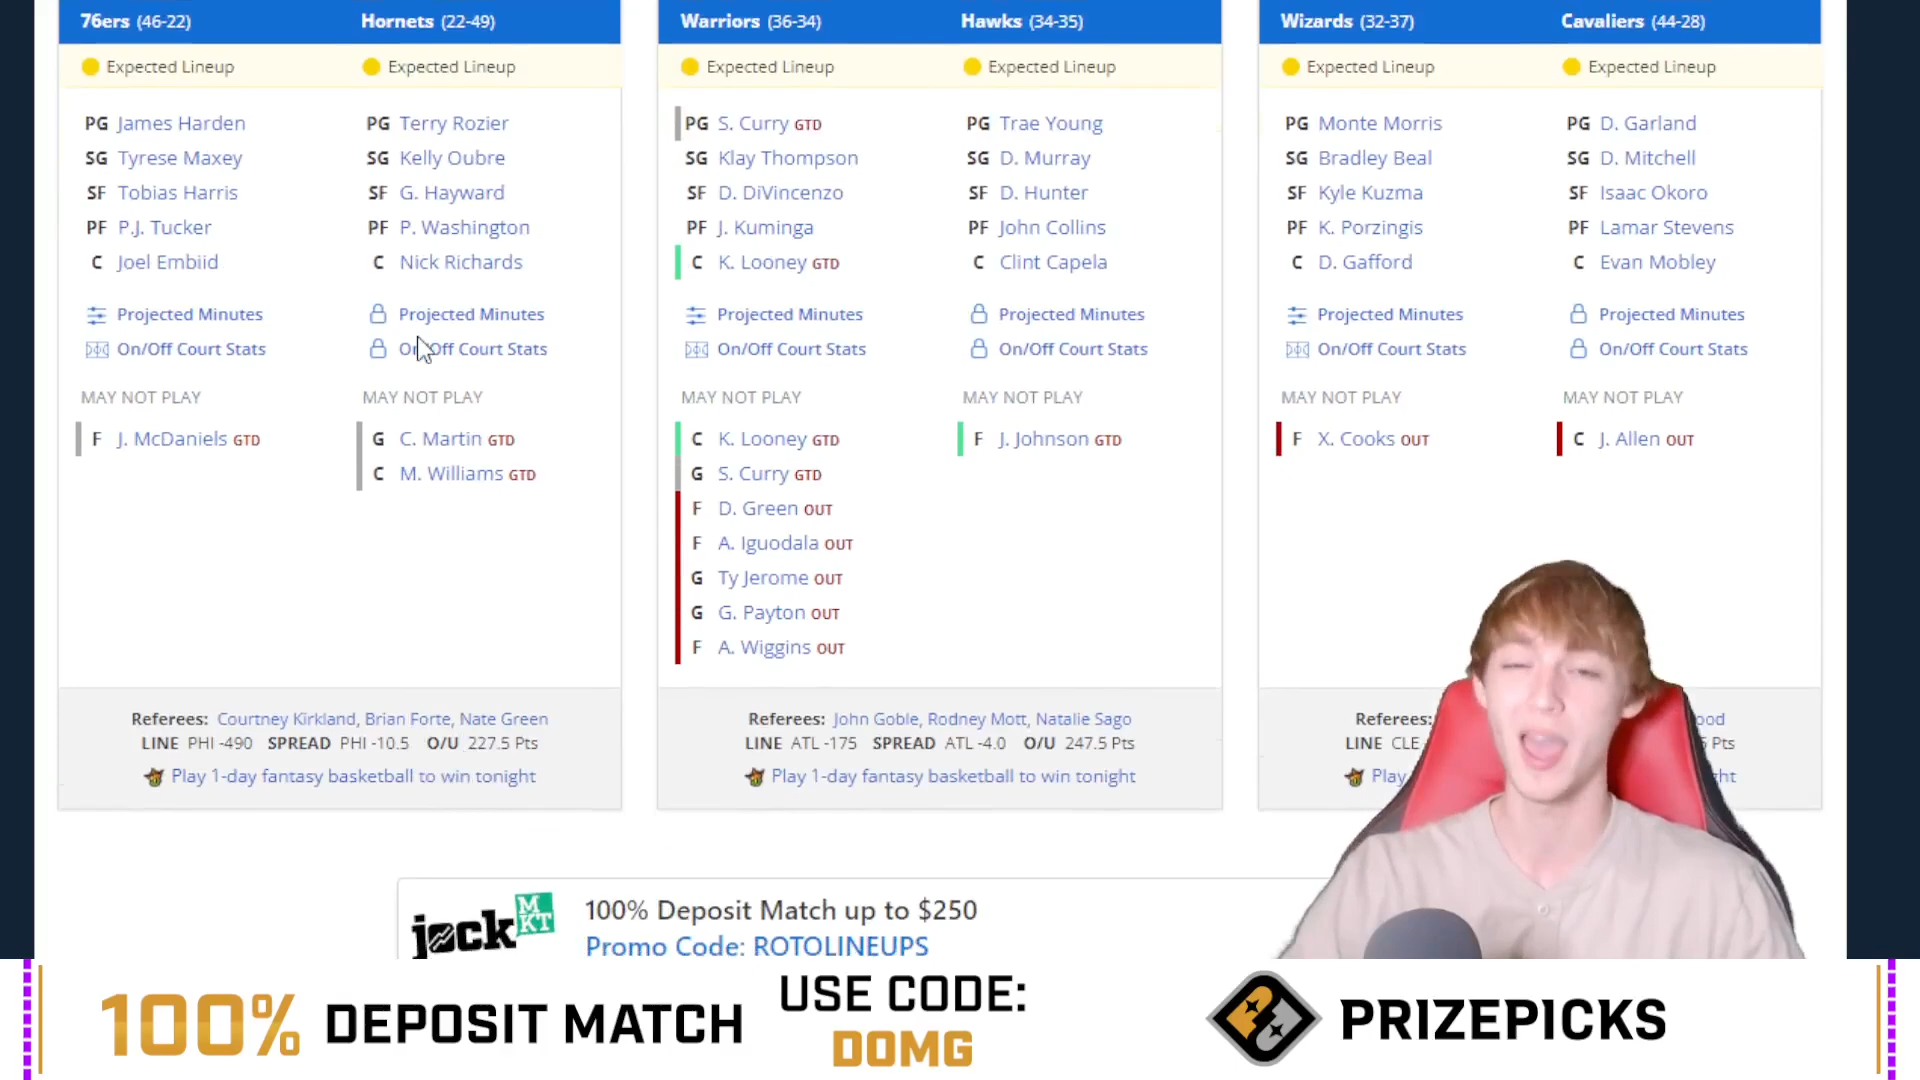 76ers (46-22) Hornets (22-49)
Expected Lineup Expected Lineup
PG James Harden PG Terry Rozier
SG Tyrese Maxey SG Kelly Oubre
SF Tobias Harris SF G. Hayward
PF P.J. Tucker PF P. Washington
C Joel Embiid C Nick Richards
Projected Minutes Projected Minutes
On/Off Court Stats On/Off Court Stats
MAY NOT PLAY MAY NOT PLAY
F J. McDaniels GTD G C. Martin GTD
C M. Williams GTD
Referees: Courtney Kirkland, Brian Forte, Nate Green
LINE PHI -490 SPREAD PHI -10.5 O/U 227.5 Pts
Play 1-day fantasy basketball to win tonight
Warriors (36-34) Hawks (34-35)
Expected Lineup Expected Lineup
PG S. Curry GTD PG Trae Young
SG Klay Thompson SG D. Murray
SF D. DiVincenzo SF D. Hunter
PF J. Kuminga PF John Collins
C K. Looney GTD C Clint Capela
Projected Minutes Projected Minutes
On/Off Court Stats On/Off Court Stats
MAY NOT PLAY MAY NOT PLAY
C K. Looney GTD F J. Johnson GTD
G S. Curry GTD
F D. Green OUT
F A. Iguodala OUT
G Ty Jerome OUT
G G. Payton OUT
F A. Wiggins OUT
Referees: John Goble, Rodney Mott, Natalie Sago
LINE ATL -175 SPREAD ATL -4.0 O/U 247.5 Pts
Play 1-day fantasy basketball to win tonight
Wizards (32-37) Cavaliers (44-28)
Expected Lineup Expected Lineup
PG Monte Morris PG D. Garland
SG Bradley Beal SG D. Mitchell
SF Kyle Kuzma SF Isaac Okoro
PF K. Porzingis PF Lamar Stevens
C D. Gafford C Evan Mobley
Projected Minutes Projected Minutes
On/Off Court Stats On/Off Court Stats
MAY NOT PLAY MAY NOT PLAY
F X. Cooks OUT C J. Allen OUT
Referees:
LINE CLE Pts
Play
jock MKT
100% Deposit Match up to $250
Promo Code: ROTOLINEUPS
100% DEPOSIT MATCH
USE CODE:
DOMG
PRIZEPICKS